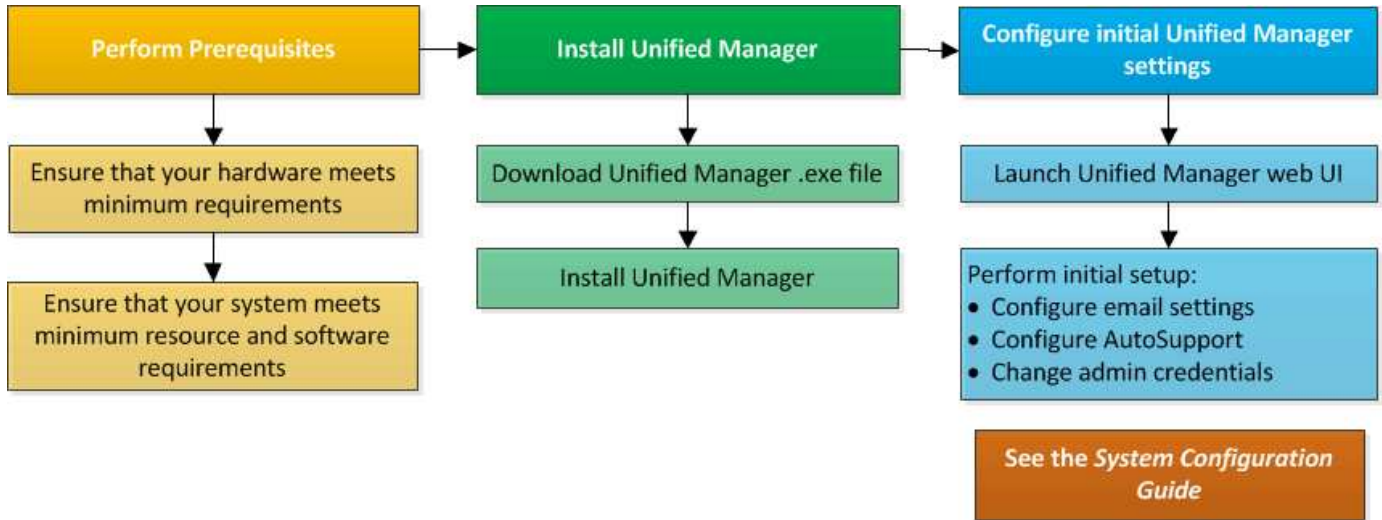 Perform Prerequisites
Install Unified Manager
Configure initial Unified Manager
settings
Ensure that your hardware meets
minimum requirements
Ensure that your system meets
minimum resource and software
requirements
Download Unified Manager .exe file
Install Unified Manager
Launch Unified Manager web UI
Perform initial setup:
• Configure email settings
• Configure AutoSupport
• Change admin credentials
See the System Configuration
Guide